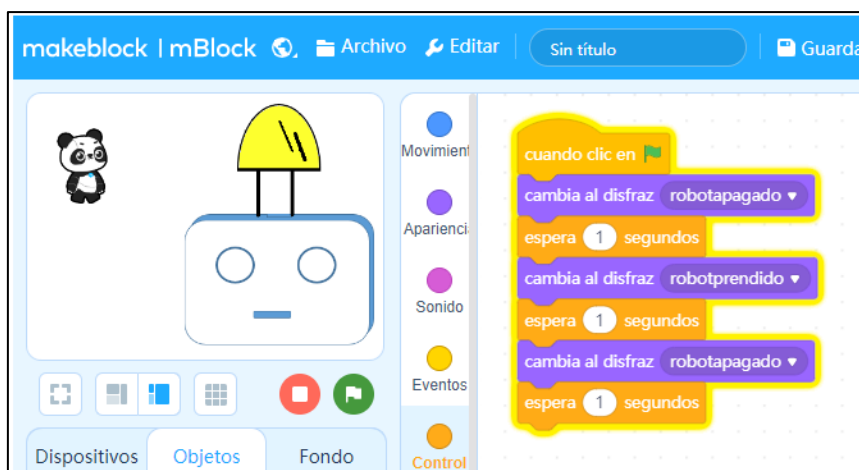 makeblock | mBlock Archivo Editar Sin título Guarda
Movimient
Aparienci
Sonido
Eventos
Control
cuando clic en
cambia al disfraz robotapagado
espera 1 segundos
cambia al disfraz robotprendido
espera 1 segundos
cambia al disfraz robotapagado
espera 1 segundos
Dispositivos Objetos Fondo